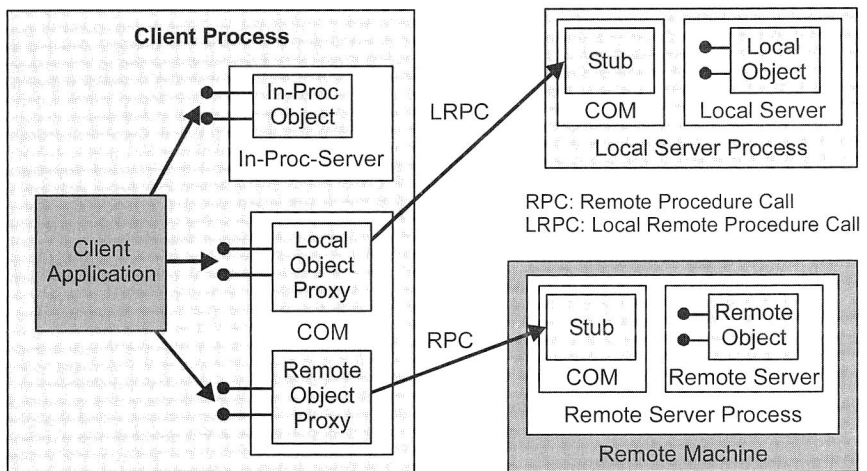 Client Process
In-Proc
Object
In-Proc-Server
Client
Application
Local
Object
Proxy
COM
Remote
Object
Proxy
LRPC
RPC
Stub
COM
Local
Object
Local Server
Local Server Process
RPC: Remote Procedure Call
LRPC: Local Remote Procedure Call
Stub
COM
Remote
Object
Remote Server
Remote Server Process
Remote Machine